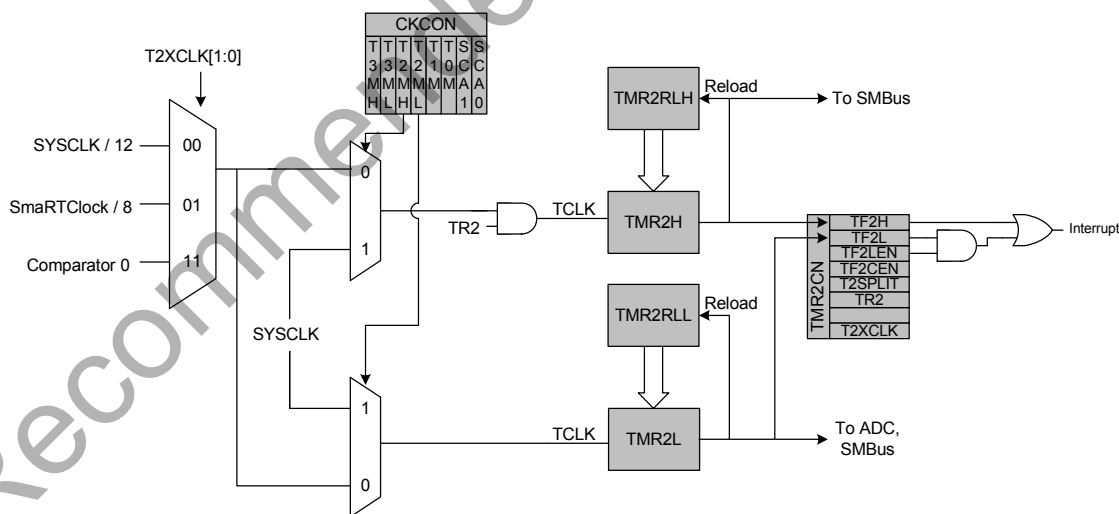 Recommende
CKCON
T3MH
T3ML
T2MH
T2ML
T1M
T0M
SCA1
SCA0
T2XCLK[1:0]
SYSCLK / 12
00
SmaRTClock / 8
01
Comparator 0
11
0
1
SYSCLK
1
0
TR2
TCLK
TMR2RLH
Reload
To SMBus
TMR2H
TMR2CN
TF2H
TF2L
TF2LEN
TF2CEN
T2SPLIT
TR2
T2XCLK
Interrupt
TMR2RLL
Reload
TCLK
TMR2L
To ADC,
SMBus